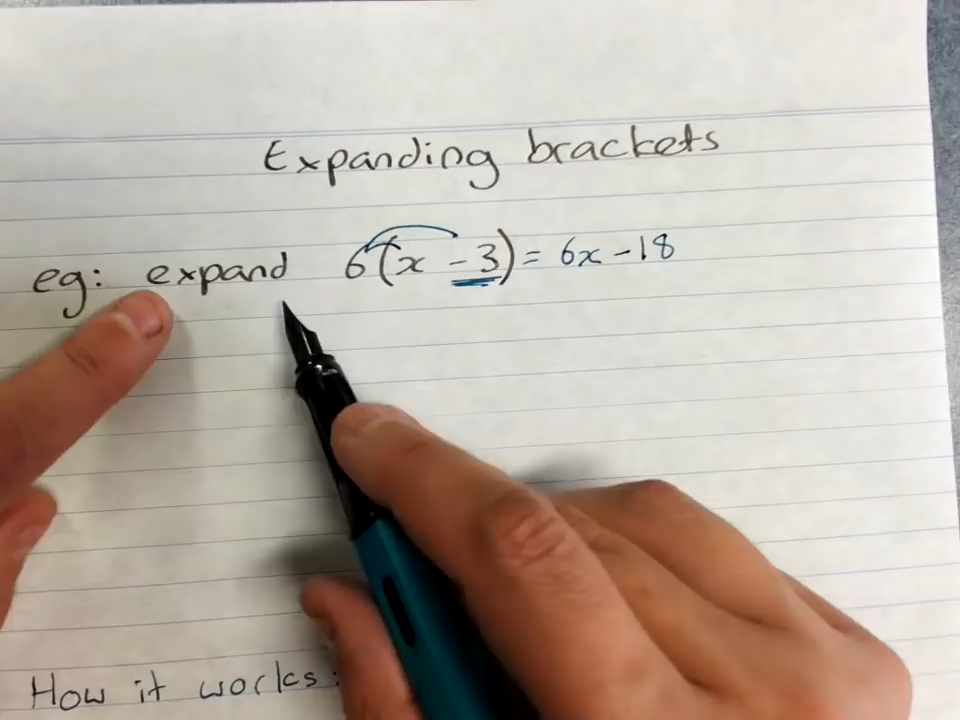 Expanding brackets
eg: expand 6(x - 3) = 6x - 18
How it works: